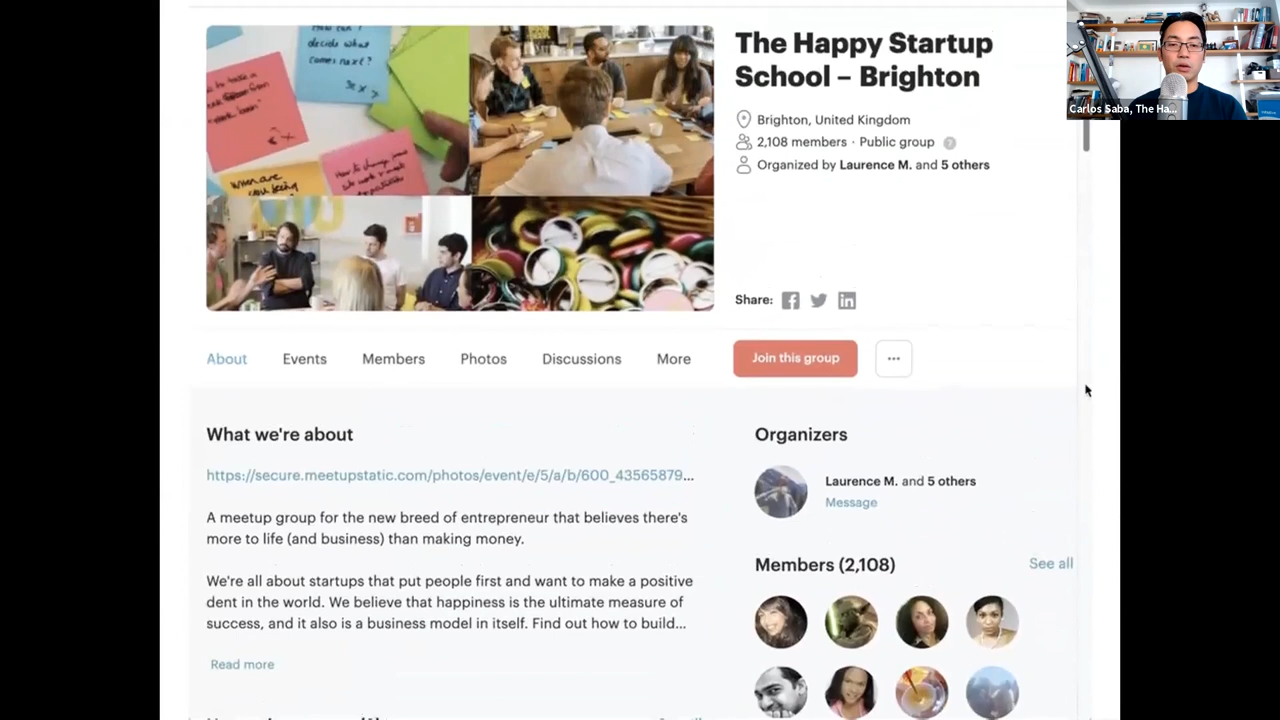 How can I
decide what
comes next?
The Happy Startup
School – Brighton
Brighton, United Kingdom
2,108 members · Public group ?
Organized by Laurence M. and 5 others
Share:
Carlos Saba, The Ha...
About Events Members Photos Discussions More Join this group ...
What we're about
https://secure.meetupstatic.com/photos/event/e/5/a/b/600_43565879...
A meetup group for the new breed of entrepreneur that believes there's
more to life (and business) than making money.
We're all about startups that put people first and want to make a positive
dent in the world. We believe that happiness is the ultimate measure of
success, and it also is a business model in itself. Find out how to build...
Read more
Organizers
Laurence M. and 5 others
Message
Members (2,108) See all